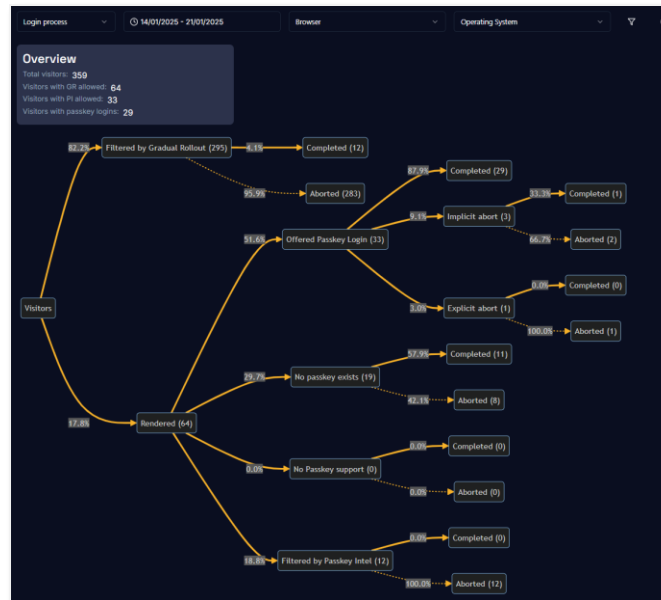 Login process
14/01/2025 - 21/01/2025
Browser
Operating System
Overview
Total visitors: 359
Visitors with GR allowed: 64
Visitors with PI allowed: 33
Visitors with passkey logins: 29
82.2%
Filtered by Gradual Rollout (295)
4.1%
Completed (12)
95.9%
Aborted (283)
87.9%
Completed (29)
51.6%
Offered Passkey Login (33)
9.1%
Implicit abort (3)
33.3%
Completed (1)
66.7%
Aborted (2)
3.0%
Explicit abort (1)
0.0%
Completed (0)
100.0%
Aborted (1)
Visitors
17.8%
Rendered (64)
29.7%
No passkey exists (19)
57.9%
Completed (11)
42.1%
Aborted (8)
0.0%
No Passkey support (0)
0.0%
Completed (0)
0.0%
Aborted (0)
18.8%
Filtered by Passkey Intel (12)
0.0%
Completed (0)
100.0%
Aborted (12)